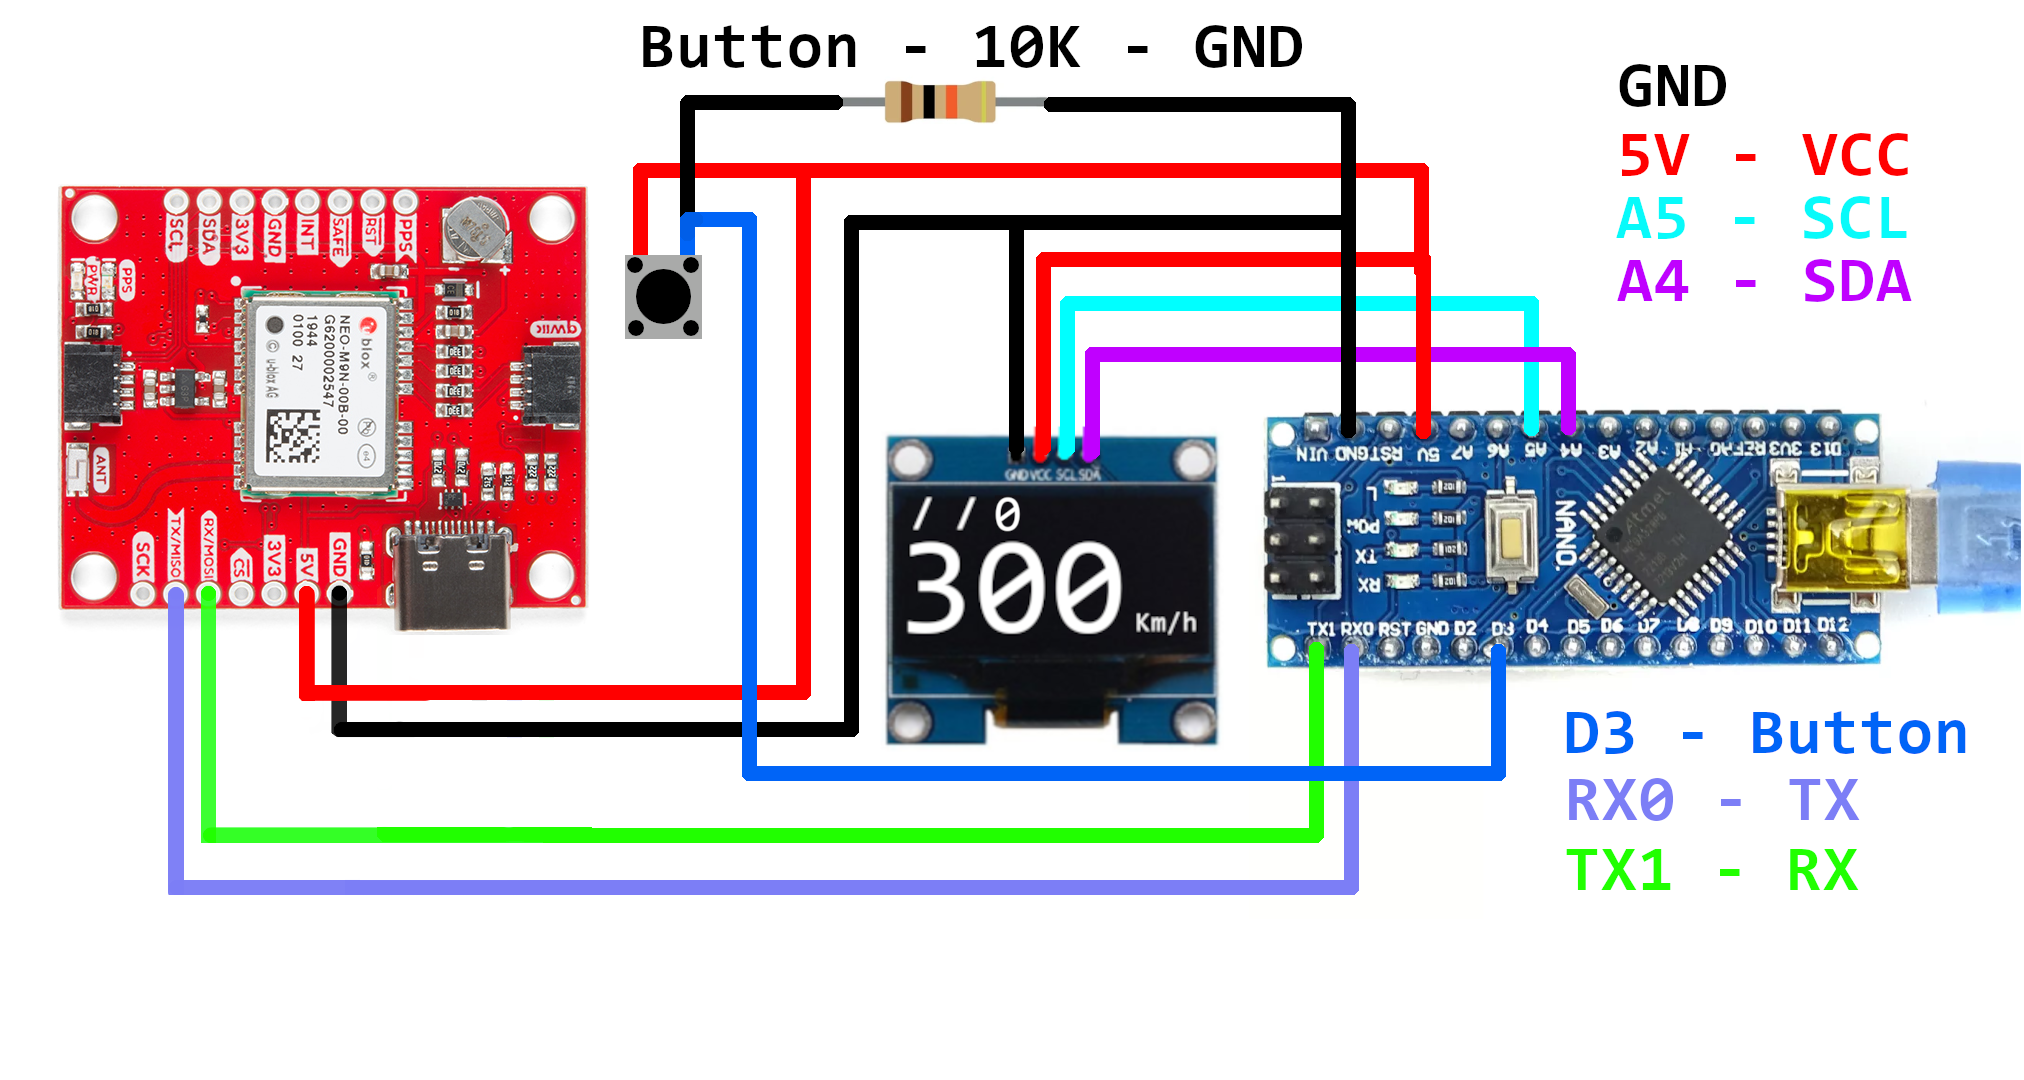 Button - 10K - GND
GND
5V - VCC
A5 - SCL
A4 - SDA
SCL
SDA
3V3
GND
INT
SAFE
RST
PPS
PWR
PPS
qwiic
ublox
NEO-M9N-00B-00
G6200002547
1944
0100 27
© u-blox AG
ANT
SCK
TX/MISO
RX/MOSI
CS
3V3
5V
GND
GND VCC SCL SDA
//0
300
Km/h
VIN GND RST 5V A7 A6 A5 A4 A3 A2 A1 A0 REF 3V3 D13
L
POW
TX
RX
NANO.
Atmel
TX1 RX0 RST GND D2 D3 D4 D5 D6 D7 D8 D9 D10 D11 D12
D3 - Button
RX0 - TX
TX1 - RX